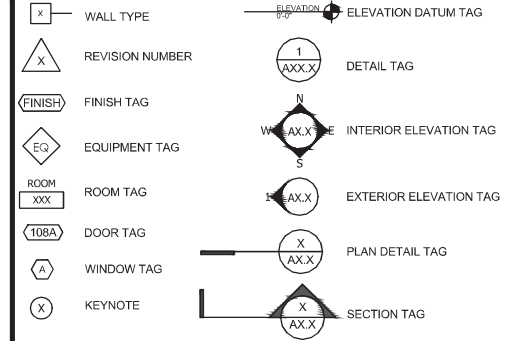 X WALL TYPE
X REVISION NUMBER
FINISH FINISH TAG
EQ EQUIPMENT TAG
ROOM
XXX ROOM TAG
108A DOOR TAG
A WINDOW TAG
X KEYNOTE
ELEVATION ELEVATION DATUM TAG
0'-0"
1
AXX.X DETAIL TAG
N
W AX.X E INTERIOR ELEVATION TAG
S
1 AX.X EXTERIOR ELEVATION TAG
X
AX.X PLAN DETAIL TAG
X
AX.X SECTION TAG